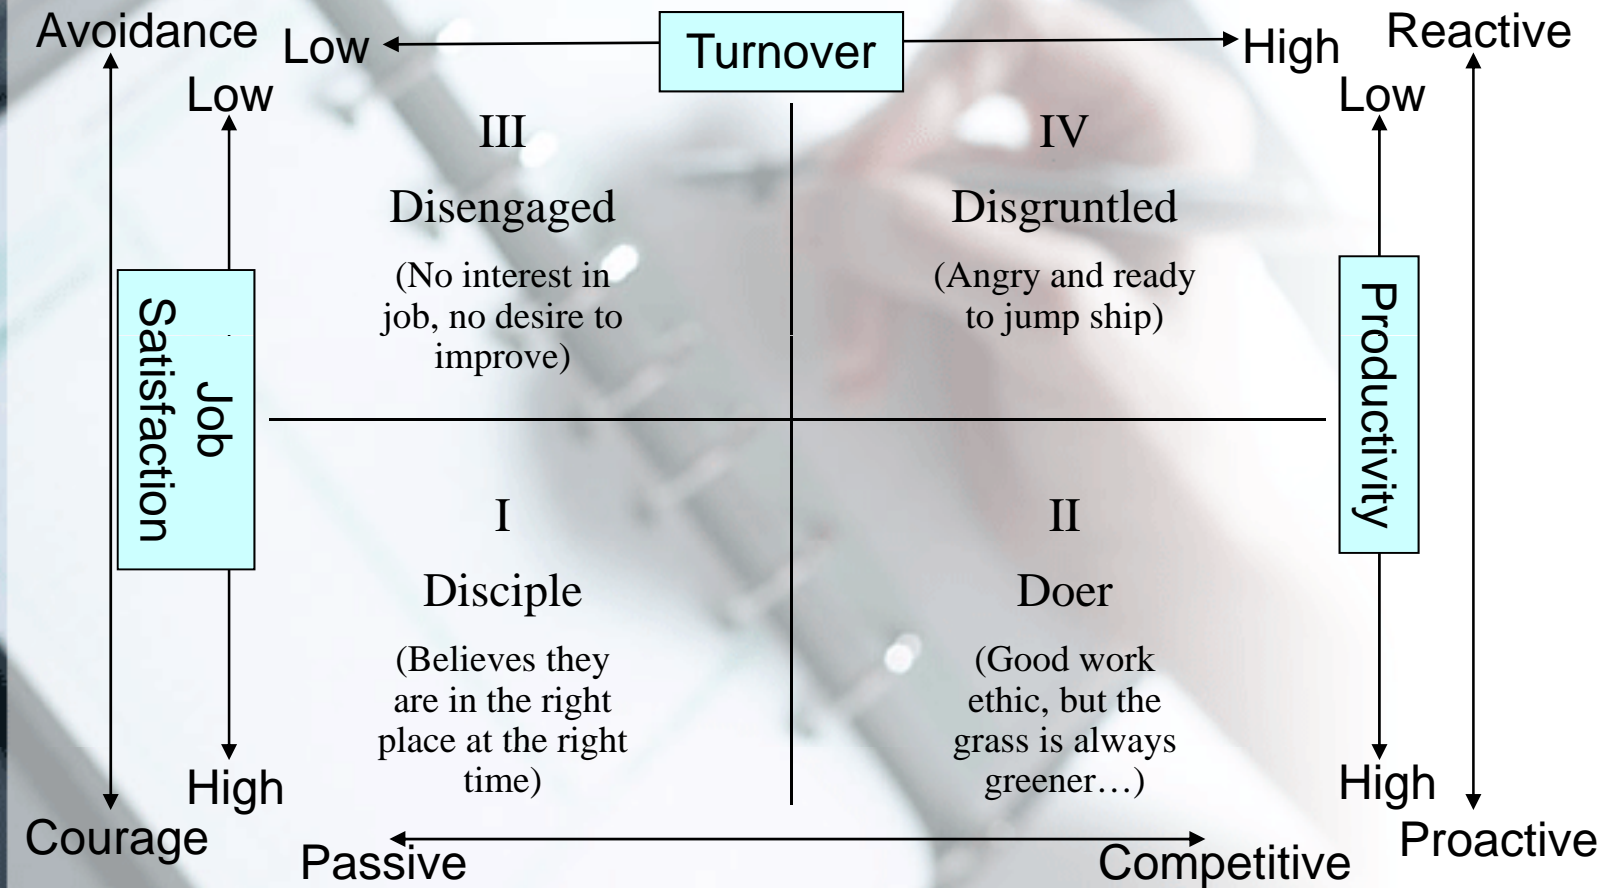 Avoidance
Low
Turnover
High
Reactive
Low
Low
III
Disengaged
(No interest in
job, no desire to
improve)
IV
Disgruntled
(Angry and ready
to jump ship)
Job
Satisfaction
Productivity
I
Disciple
(Believes they
are in the right
place at the right
time)
II
Doer
(Good work
ethic, but the
grass is always
greener…)
High
High
Courage
Passive
Competitive
Proactive